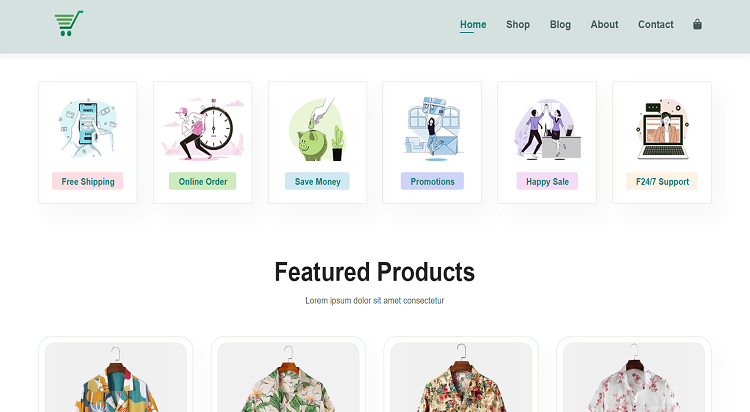 Home Shop Blog About Contact
Free Shipping
Online Order
Save Money
Promotions
Happy Sale
F24/7 Support
Featured Products
Lorem ipsum dolor sit amet consectetur